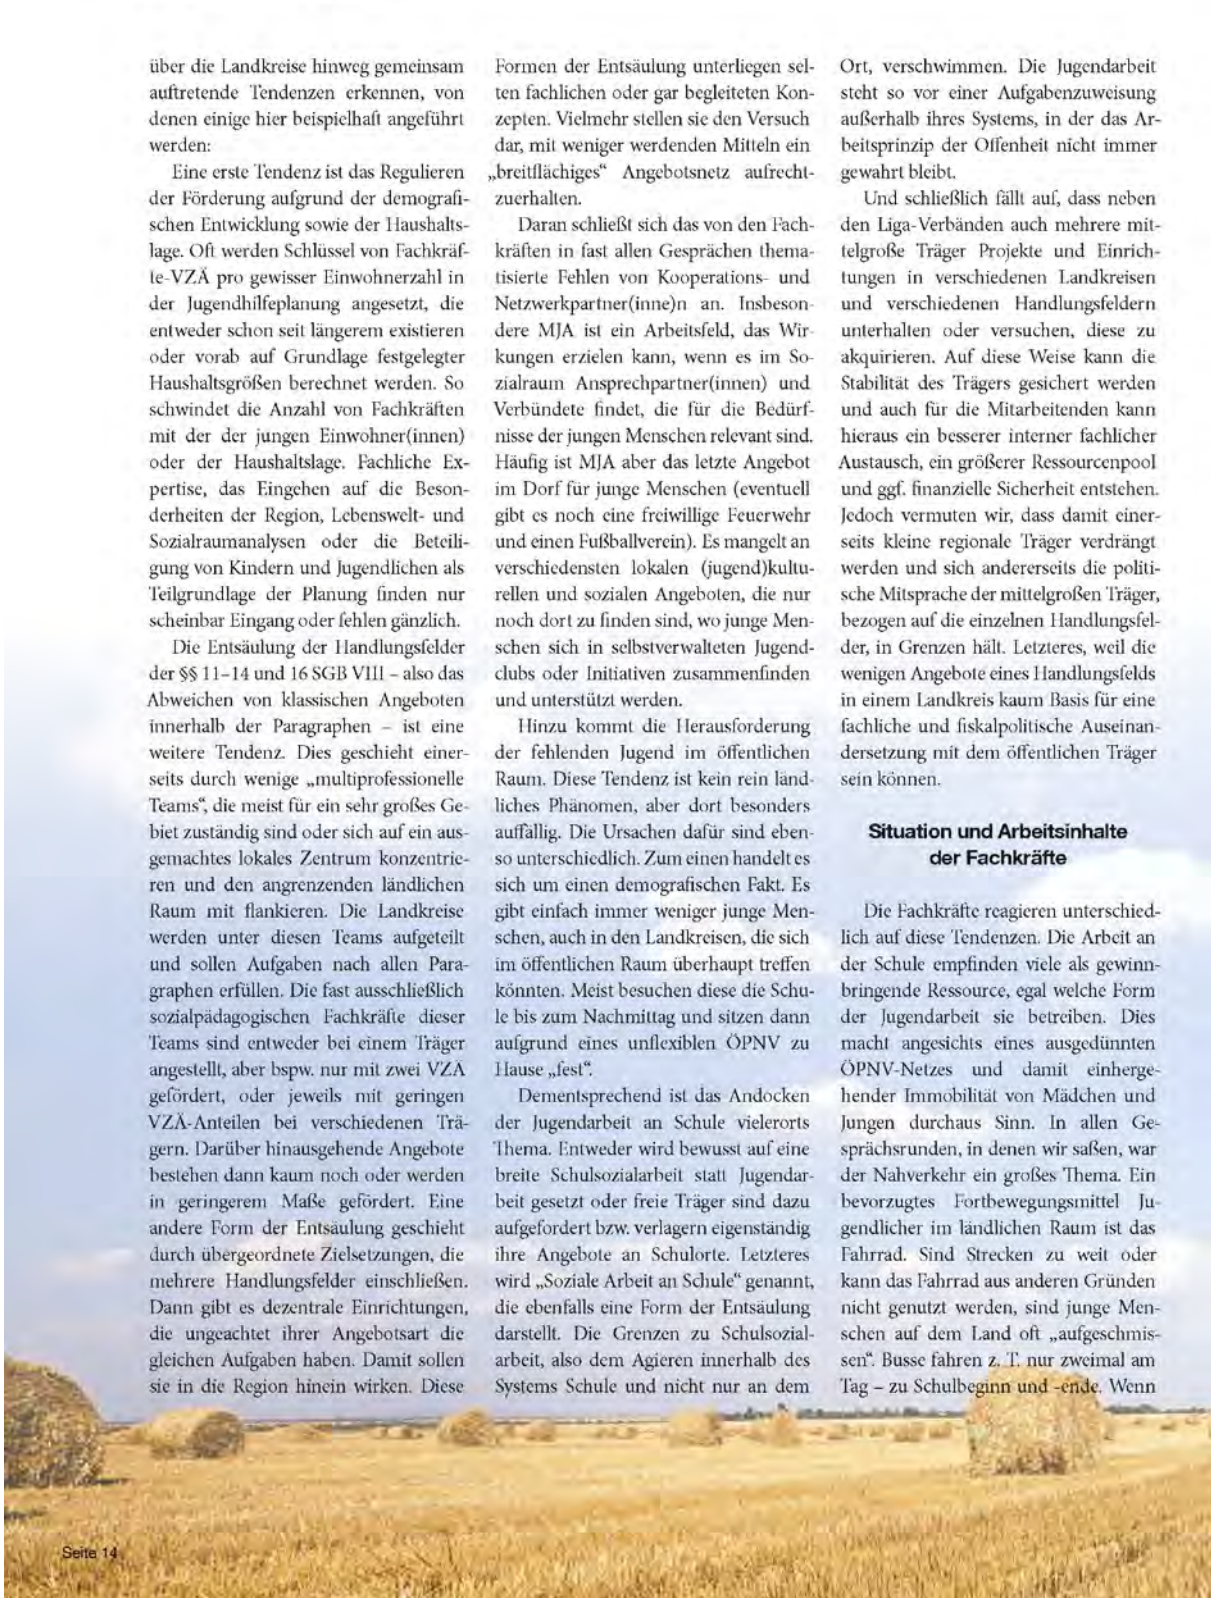 über die Landkreise hinweg gemeinsam
auftretende Tendenzen erkennen, von
denen einige hier beispielhaft angeführt
werden:
Eine erste Tendenz ist das Regulieren
der Förderung aufgrund der demografi-
schen Entwicklung sowie der Haushalts-
lage. Oft werden Schlüssel von Fachkräf-
te-VZÄ pro gewisser Einwohnerzahl in
der Jugendhilfeplanung angesetzt, die
entweder schon seit längerem existieren
oder vorab auf Grundlage festgelegter
Haushaltsgrößen berechnet werden. So
schwindet die Anzahl von Fachkräften
mit der der jungen Einwohner(innen)
oder der Haushaltslage. Fachliche Ex-
pertise, das Eingehen auf die Beson-
derheiten der Region, Lebenswelt- und
Sozialraumanalysen oder die Beteili-
gung von Kindern und Jugendlichen als
Teilgrundlage der Planung finden nur
scheinbar Eingang oder fehlen gänzlich.
Die Entsäulung der Handlungsfelder
der §§ 11–14 und 16 SGB VIII – also das
Abweichen von klassischen Angeboten
innerhalb der Paragraphen – ist eine
weitere Tendenz. Dies geschieht einer-
seits durch wenige „multiprofessionelle
Teams“, die meist für ein sehr großes Ge-
biet zuständig sind oder sich auf ein aus-
gemachtes lokales Zentrum konzentrie-
ren und den angrenzenden ländlichen
Raum mit flankieren. Die Landkreise
werden unter diesen Teams aufgeteilt
und sollen Aufgaben nach allen Para-
graphen erfüllen. Die fast ausschließlich
sozialpädagogischen Fachkräfte dieser
Teams sind entweder bei einem Träger
angestellt, aber bspw. nur mit zwei VZÄ
gefördert, oder jeweils mit geringen
VZÄ-Anteilen bei verschiedenen Trä-
gern. Darüber hinausgehende Angebote
bestehen dann kaum noch oder werden
in geringerem Maße gefördert. Eine
andere Form der Entsäulung geschieht
durch übergeordnete Zielsetzungen, die
mehrere Handlungsfelder einschließen.
Dann gibt es dezentrale Einrichtungen,
die ungeachtet ihrer Angebotsart die
gleichen Aufgaben haben. Damit sollen
sie in die Region hinein wirken. Diese
Formen der Entsäulung unterliegen sel-
ten fachlichen oder gar begleiteten Kon-
zepten. Vielmehr stellen sie den Versuch
dar, mit weniger werdenden Mitteln ein
„breitflächiges“ Angebotsnetz aufrecht-
zuerhalten.
Daran schließt sich das von den Fach-
kräften in fast allen Gesprächen thema-
tisierte Fehlen von Kooperations- und
Netzwerkpartner(inne)n an. Insbeson-
dere MJA ist ein Arbeitsfeld, das Wir-
kungen erzielen kann, wenn es im So-
zialraum Ansprechpartner(innen) und
Verbündete findet, die für die Bedürf-
nisse der jungen Menschen relevant sind.
Häufig ist MJA aber das letzte Angebot
im Dorf für junge Menschen (eventuell
gibt es noch eine freiwillige Feuerwehr
und einen Fußballverein). Es mangelt an
verschiedensten lokalen (jugend)kultu-
rellen und sozialen Angeboten, die nur
noch dort zu finden sind, wo junge Men-
schen sich in selbstverwalteten Jugend-
clubs oder Initiativen zusammenfinden
und unterstützt werden.
Hinzu kommt die Herausforderung
der fehlenden Jugend im öffentlichen
Raum. Diese Tendenz ist kein rein länd-
liches Phänomen, aber dort besonders
auffällig. Die Ursachen dafür sind eben-
so unterschiedlich. Zum einen handelt es
sich um einen demografischen Fakt. Es
gibt einfach immer weniger junge Men-
schen, auch in den Landkreisen, die sich
im öffentlichen Raum überhaupt treffen
könnten. Meist besuchen diese die Schu-
le bis zum Nachmittag und sitzen dann
aufgrund eines unflexiblen ÖPNV zu
Hause „fest“.
Dementsprechend ist das Andocken
der Jugendarbeit an Schule vielerorts
Thema. Entweder wird bewusst auf eine
breite Schulsozialarbeit statt Jugendar-
beit gesetzt oder freie Träger sind dazu
aufgefordert bzw. verlagern eigenständig
ihre Angebote an Schulorte. Letzteres
wird „Soziale Arbeit an Schule“ genannt,
die ebenfalls eine Form der Entsäulung
darstellt. Die Grenzen zu Schulsozial-
arbeit, also dem Agieren innerhalb des
Systems Schule und nicht nur an dem
Ort, verschwimmen. Die Jugendarbeit
steht so vor einer Aufgabenzuweisung
außerhalb ihres Systems, in der das Ar-
beitsprinzip der Offenheit nicht immer
gewahrt bleibt.
Und schließlich fällt auf, dass neben
den Liga-Verbänden auch mehrere mit-
telgroße Träger Projekte und Einrich-
tungen in verschiedenen Landkreisen
und verschiedenen Handlungsfeldern
unterhalten oder versuchen, diese zu
akquirieren. Auf diese Weise kann die
Stabilität des Trägers gesichert werden
und auch für die Mitarbeitenden kann
hieraus ein besserer interner fachlicher
Austausch, ein größerer Ressourcenpool
und ggf. finanzielle Sicherheit entstehen.
Jedoch vermuten wir, dass damit einer-
seits kleine regionale Träger verdrängt
werden und sich andererseits die politi-
sche Mitsprache der mittelgroßen Träger,
bezogen auf die einzelnen Handlungsfel-
der, in Grenzen hält. Letzteres, weil die
wenigen Angebote eines Handlungsfelds
in einem Landkreis kaum Basis für eine
fachliche und fiskalpolitische Auseinan-
dersetzung mit dem öffentlichen Träger
sein können.
Situation und Arbeitsinhalte
der Fachkräfte
Die Fachkräfte reagieren unterschied-
lich auf diese Tendenzen. Die Arbeit an
der Schule empfinden viele als gewinn-
bringende Ressource, egal welche Form
der Jugendarbeit sie betreiben. Dies
macht angesichts eines ausgedünnten
ÖPNV-Netzes und damit einherge-
hender Immobilität von Mädchen und
Jungen durchaus Sinn. In allen Ge-
sprächsrunden, in denen wir saßen, war
der Nahverkehr ein großes Thema. Ein
bevorzugtes Fortbewegungsmittel Ju-
gendlicher im ländlichen Raum ist das
Fahrrad. Sind Strecken zu weit oder
kann das Fahrrad aus anderen Gründen
nicht genutzt werden, sind junge Men-
schen auf dem Land oft „aufgeschmis-
sen“. Busse fahren z. T. nur zweimal am
Tag – zu Schulbeginn und -ende. Wenn
Seite 14